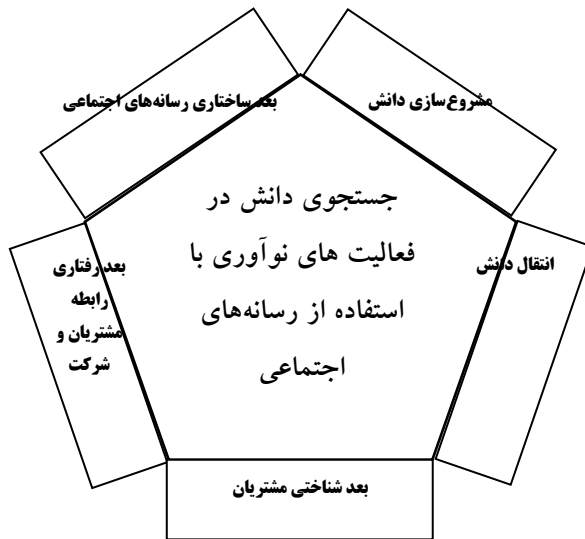 بعد ساختاری رسانه‌های اجتماعی
مشروع‌سازی دانش
جستجوی دانش در
فعالیت های نوآوری با
استفاده از رسانه‌های
اجتماعی
بعد رفتاری
رابطه
مشتریان و
شرکت
انتقال دانش
بعد شناختی مشتریان